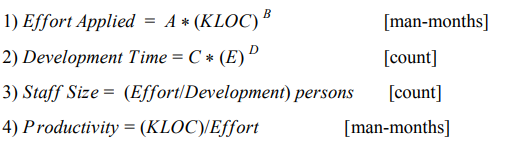 1) Effort Applied = A * (KLOC) B [man-months]
2) Development Time = C * (E) D [count]
3) Staff Size = (Effort/Development) persons [count]
4) Productivity = (KLOC)/Effort [man-months]